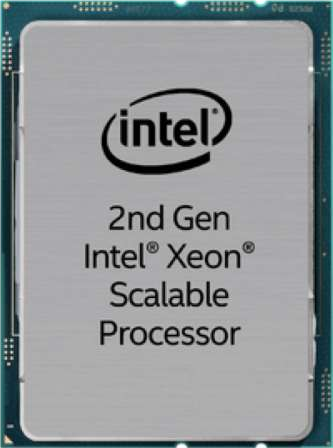 intel®
2nd Gen
Intel® Xeon®
Scalable
Processor